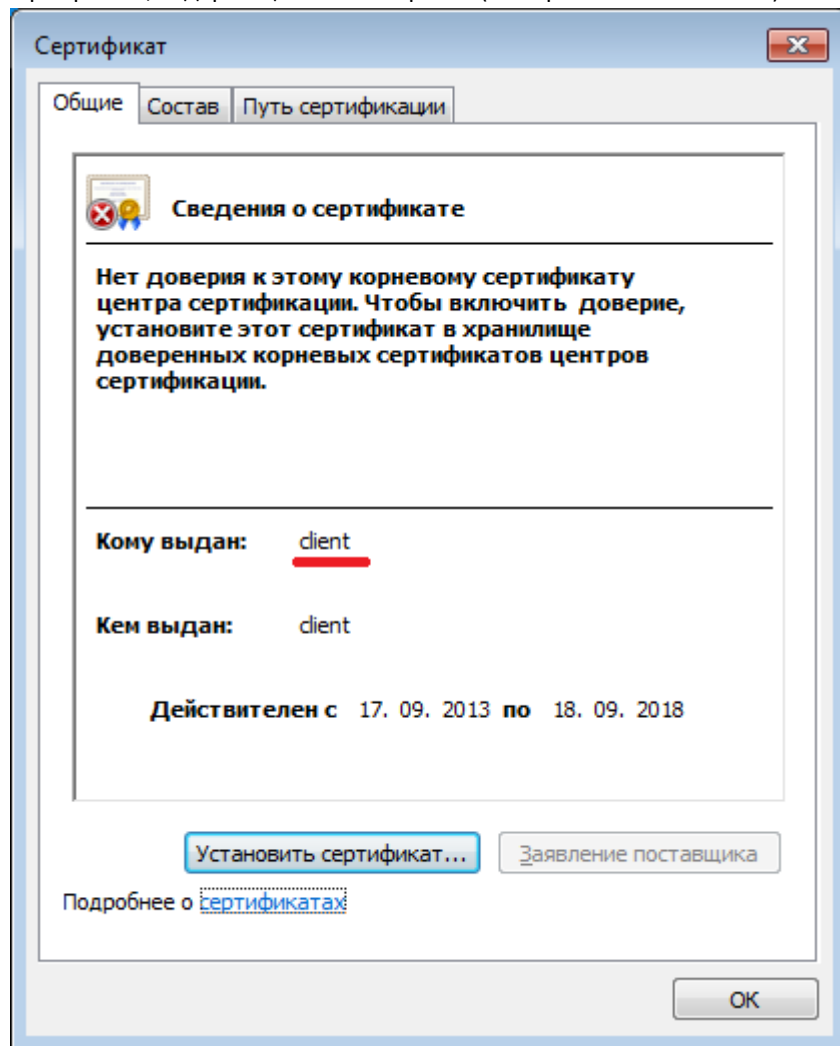 Сертификат
Общие Состав Путь сертификации
Сведения о сертификате
Нет доверия к этому корневому сертификату
центра сертификации. Чтобы включить доверие,
установите этот сертификат в хранилище
доверенных корневых сертификатов центров
сертификации.
Кому выдан: client
Кем выдан: client
Действителен с 17. 09. 2013 по 18. 09. 2018
Установить сертификат... Заявление поставщика
Подробнее о сертификатах
OK